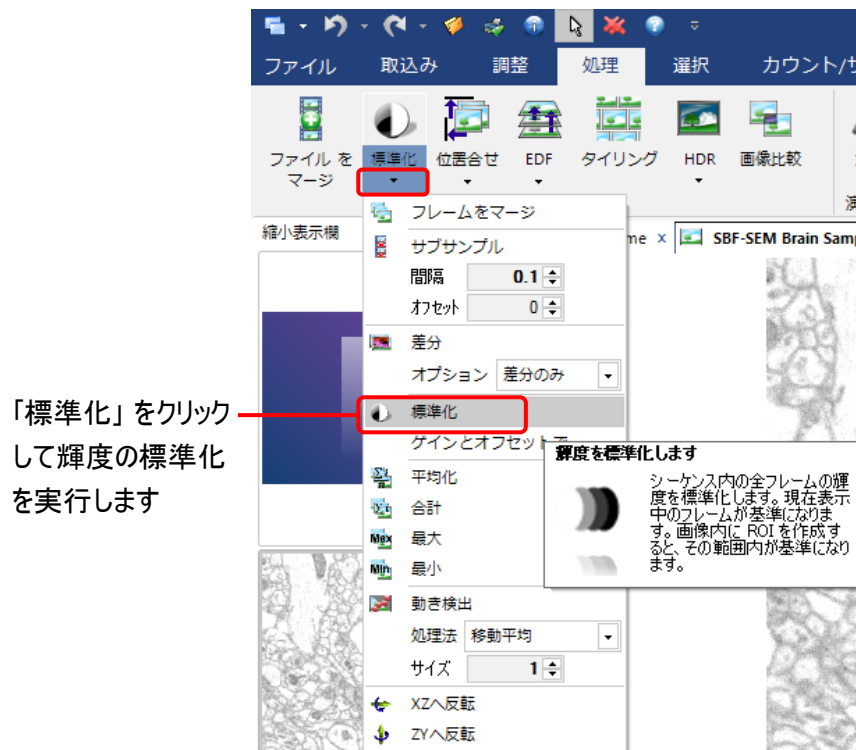 ファイル 取込み 調整 処理 選択 カウント/サ
ファイル を
マージ
標準化
位置合せ
EDF
タイリング
HDR
画像比較
縮小表示欄
me x SBF-SEM Brain Samp
フレームをマージ
サブサンプル
間隔 0.1
オフセット 0
差分
オプション 差分のみ
標準化
ゲインとオフセットで
平均化
合計
Max 最大
Min 最小
動き検出
処理法 移動平均
サイズ 1
XZへ反転
ZYへ反転
「標準化」をクリック
して輝度の標準化
を実行します
輝度を標準化します
シーケンス内の全フレームの輝
度を標準化します。現在表示
中のフレームが基準になりま
す。画像内に ROI を作成す
ると、その範囲内が基準になり
ます。